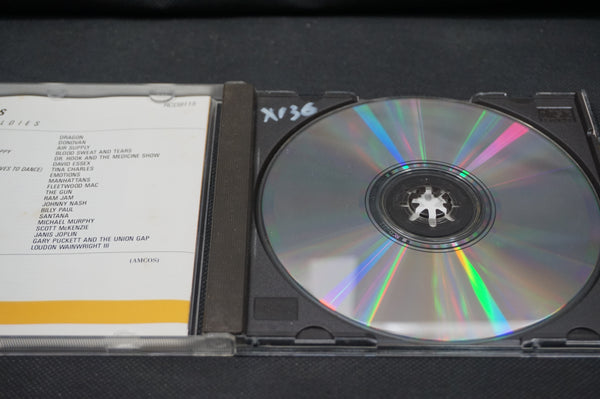 LDIES
DRAGON
DONOVAN
AIR SUPPLY
BLOOD SWEAT AND TEARS
PPY DR. HOOK AND THE MEDICINE SHOW
DAVID ESSEX
VES TO DANCE) TINA CHARLES
EMOTIONS
MANHATTANS
FLEETWOOD MAC
THE GUN
RAM JAM
JOHNNY NASH
BILLY PAUL
SANTANA
MICHAEL MURPHY
SCOTT McKENZIE
JANIS JOPLIN
GARY PUCKETT AND THE UNION GAP
LOUDON WAINWRIGHT III
(AMCOS)
X136